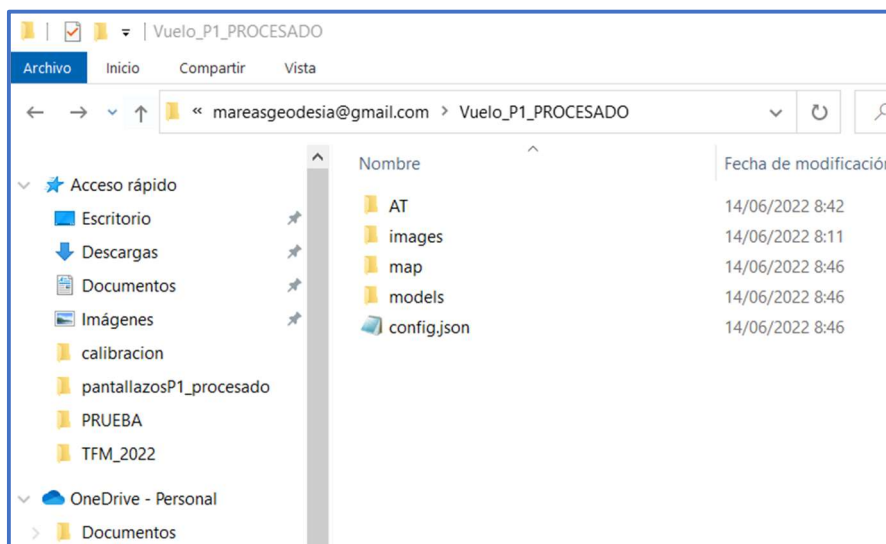 Vuelo_P1_PROCESADO
Archivo Inicio Compartir Vista
« mareasgeodesia@gmail.com > Vuelo_P1_PROCESADO
Acceso rápido
Escritorio
Descargas
Documentos
Imágenes
calibracion
pantallazosP1_procesado
PRUEBA
TFM_2022
OneDrive - Personal
Documentos
Nombre Fecha de modificación
AT 14/06/2022 8:42
images 14/06/2022 8:11
map 14/06/2022 8:46
models 14/06/2022 8:46
config.json 14/06/2022 8:46